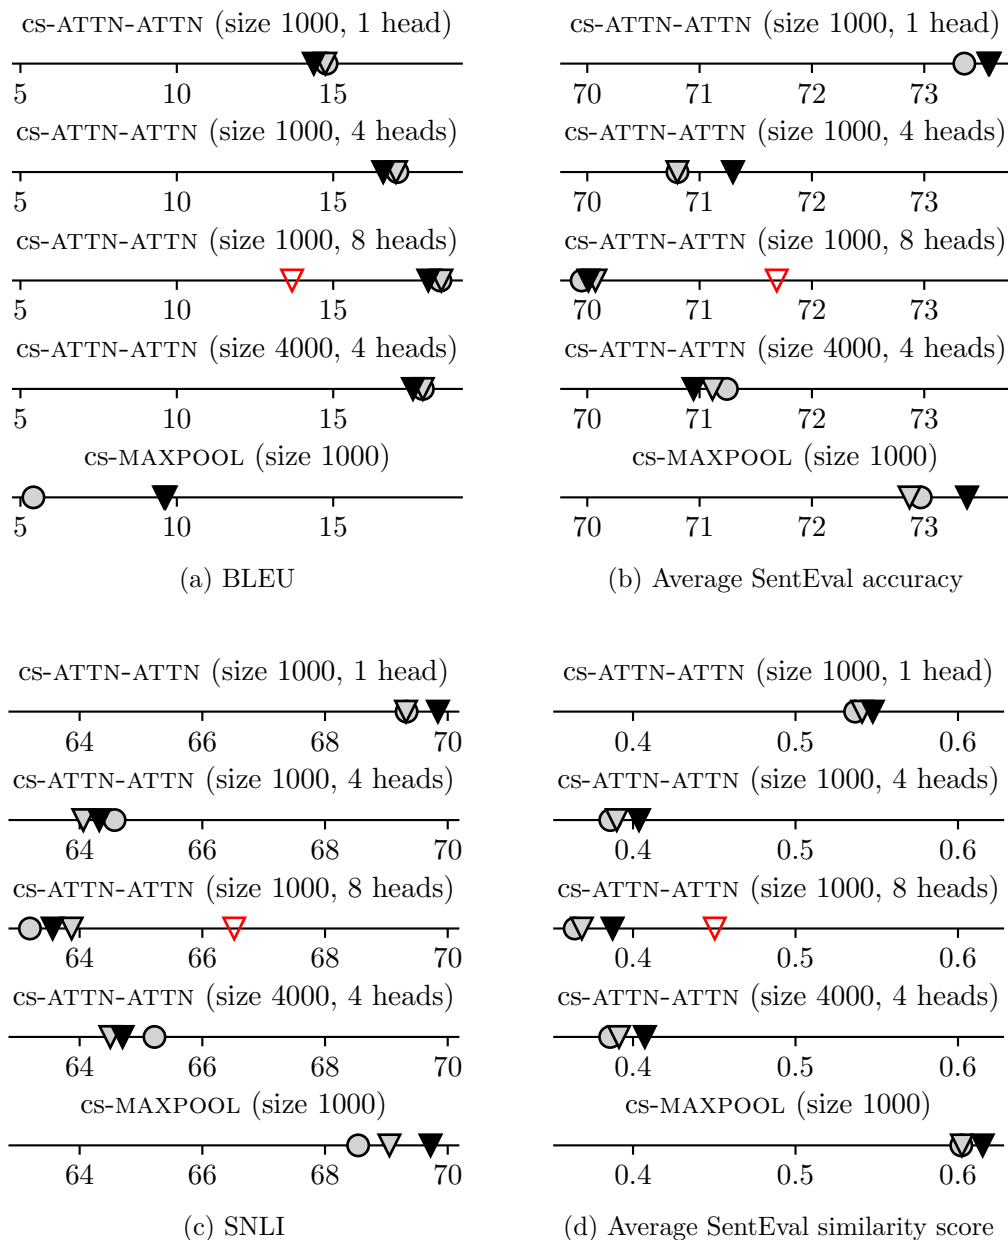 cs-ATTN-ATTN (size 1000, 1 head)
5 10 15
cs-ATTN-ATTN (size 1000, 4 heads)
5 10 15
cs-ATTN-ATTN (size 1000, 8 heads)
5 10 15
cs-ATTN-ATTN (size 4000, 4 heads)
5 10 15
cs-MAXPOOL (size 1000)
5 10 15
(a) BLEU
cs-ATTN-ATTN (size 1000, 1 head)
70 71 72 73
cs-ATTN-ATTN (size 1000, 4 heads)
70 71 72 73
cs-ATTN-ATTN (size 1000, 8 heads)
70 71 72 73
cs-ATTN-ATTN (size 4000, 4 heads)
70 71 72 73
cs-MAXPOOL (size 1000)
70 71 72 73
(b) Average SentEval accuracy
cs-ATTN-ATTN (size 1000, 1 head)
64 66 68 70
cs-ATTN-ATTN (size 1000, 4 heads)
64 66 68 70
cs-ATTN-ATTN (size 1000, 8 heads)
64 66 68 70
cs-ATTN-ATTN (size 4000, 4 heads)
64 66 68 70
cs-MAXPOOL (size 1000)
64 66 68 70
(c) SNLI
cs-ATTN-ATTN (size 1000, 1 head)
0.4 0.5 0.6
cs-ATTN-ATTN (size 1000, 4 heads)
0.4 0.5 0.6
cs-ATTN-ATTN (size 1000, 8 heads)
0.4 0.5 0.6
cs-ATTN-ATTN (size 4000, 4 heads)
0.4 0.5 0.6
cs-MAXPOOL (size 1000)
0.4 0.5 0.6
(d) Average SentEval similarity score